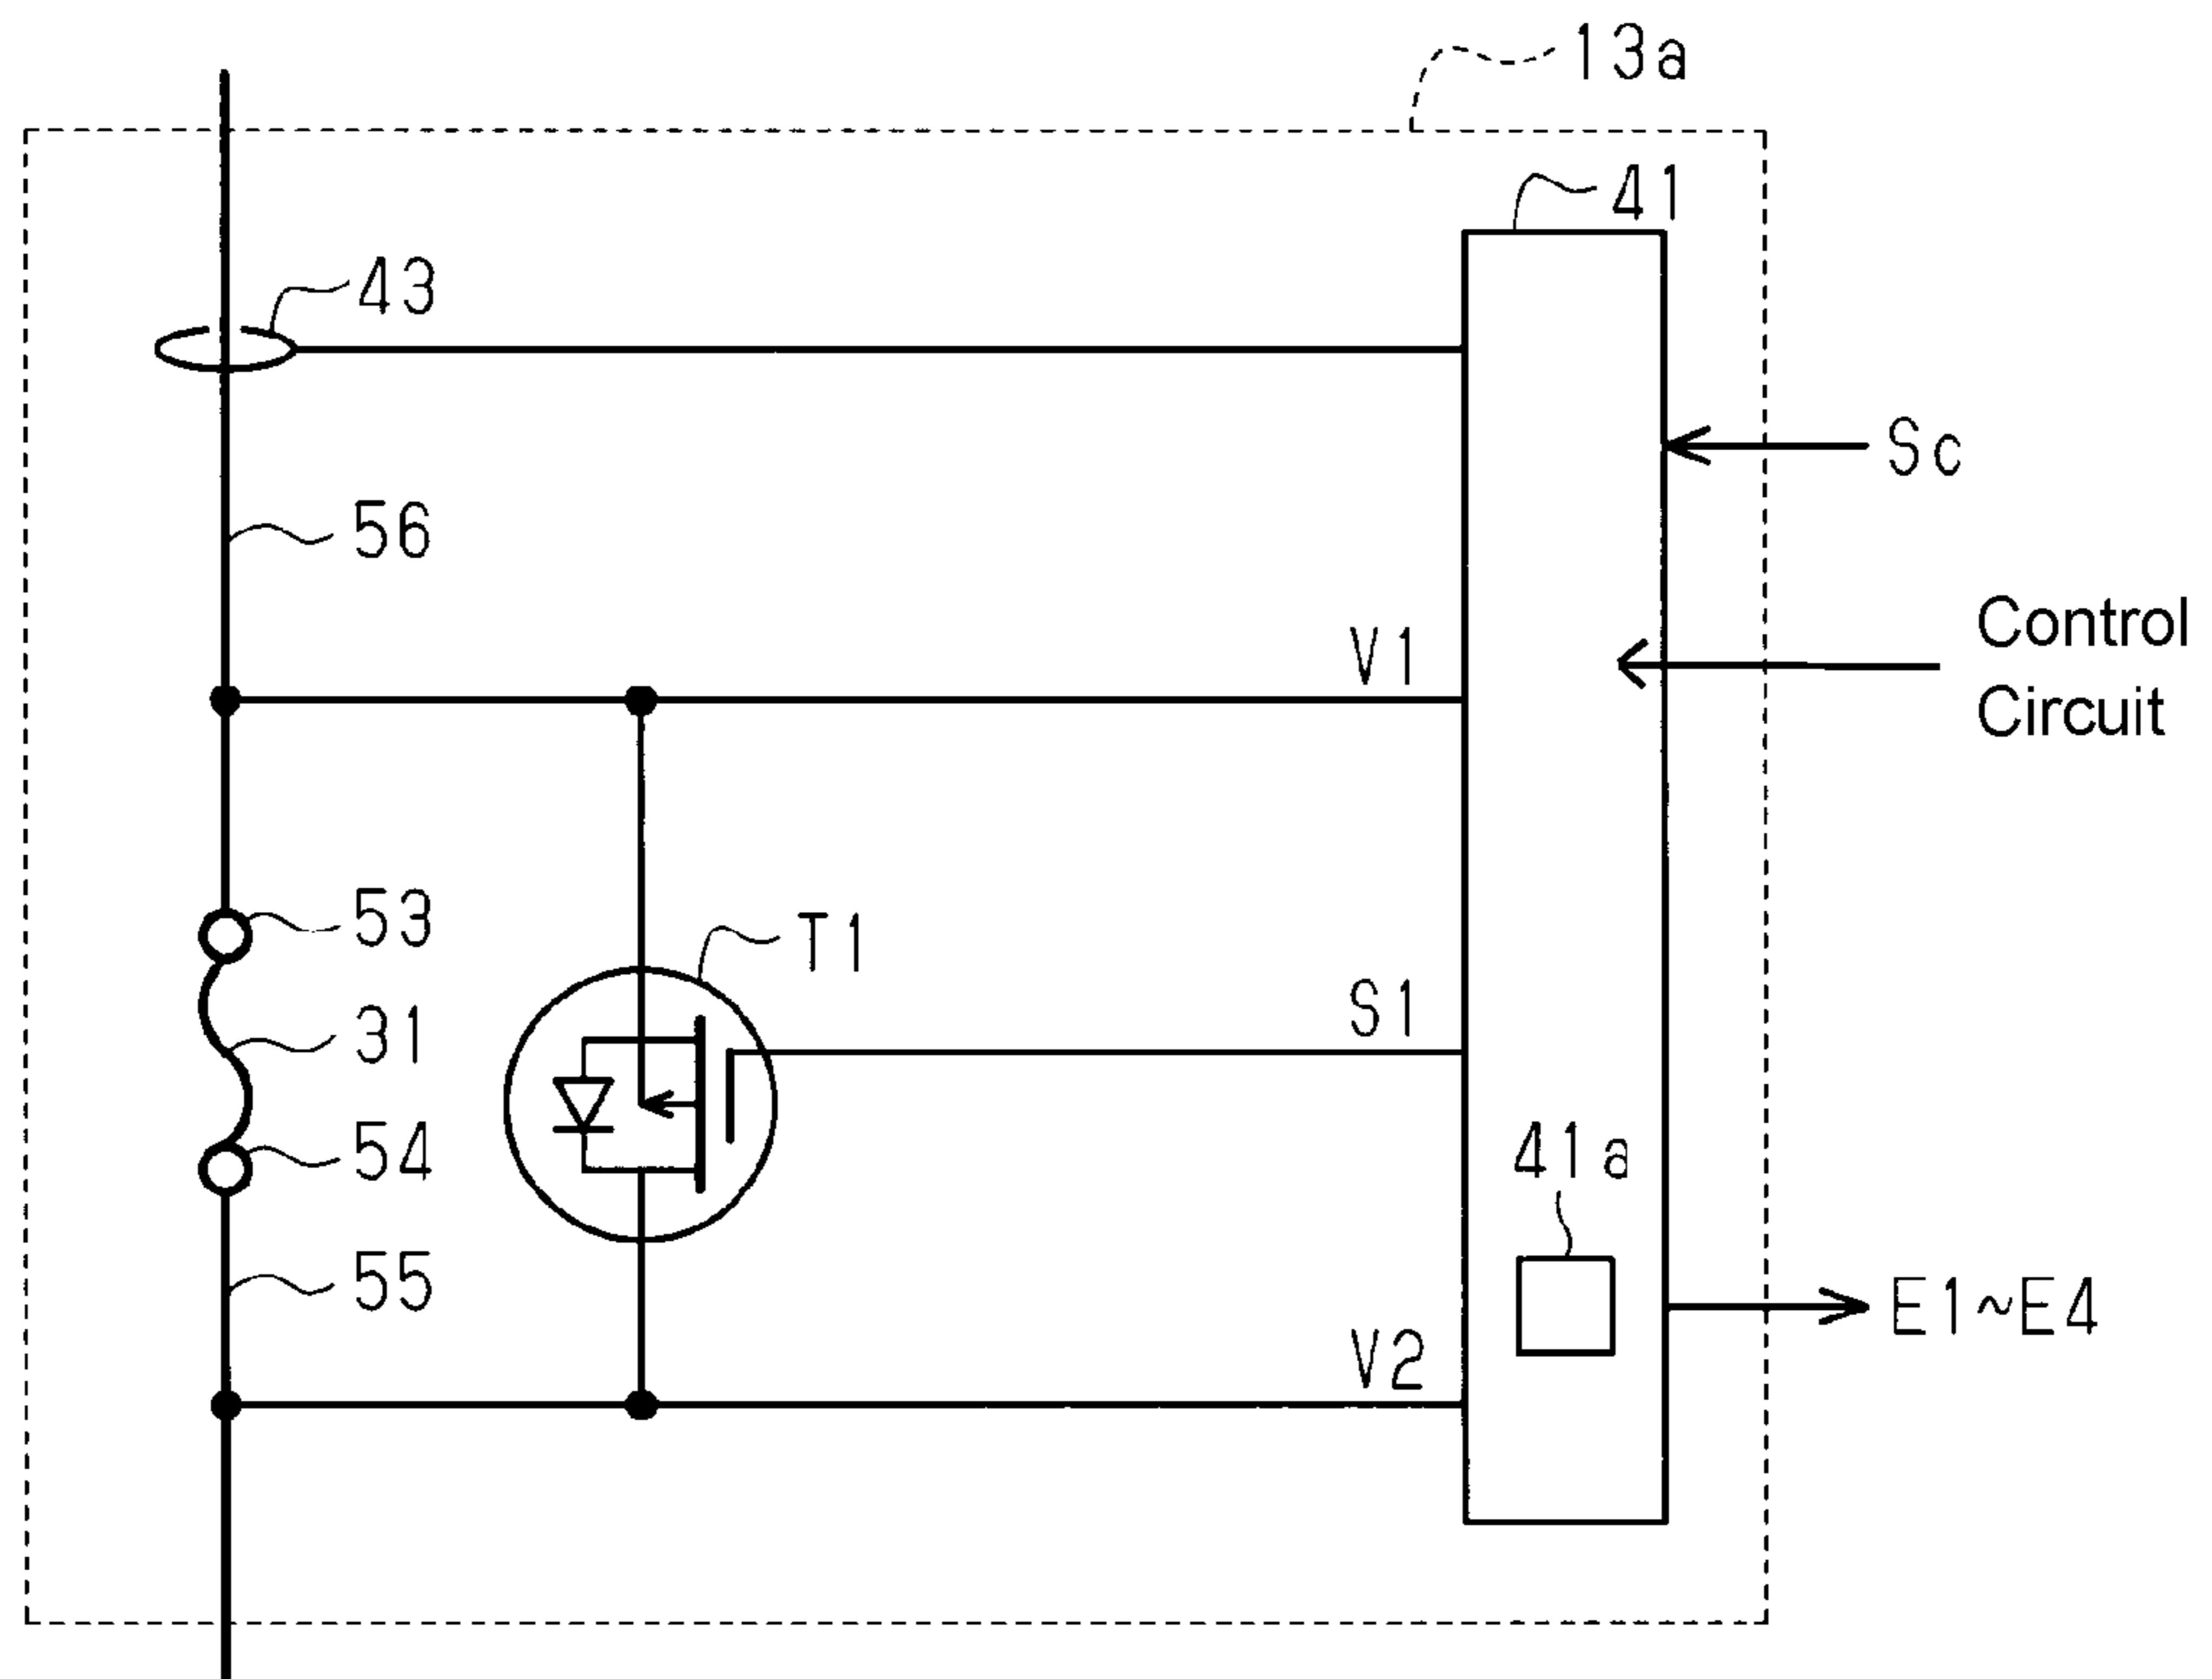 13a
41
43
Sc
56
Control
Circuit
V1
53
T1
31
S1
54
41a
55
E1~E4
V2